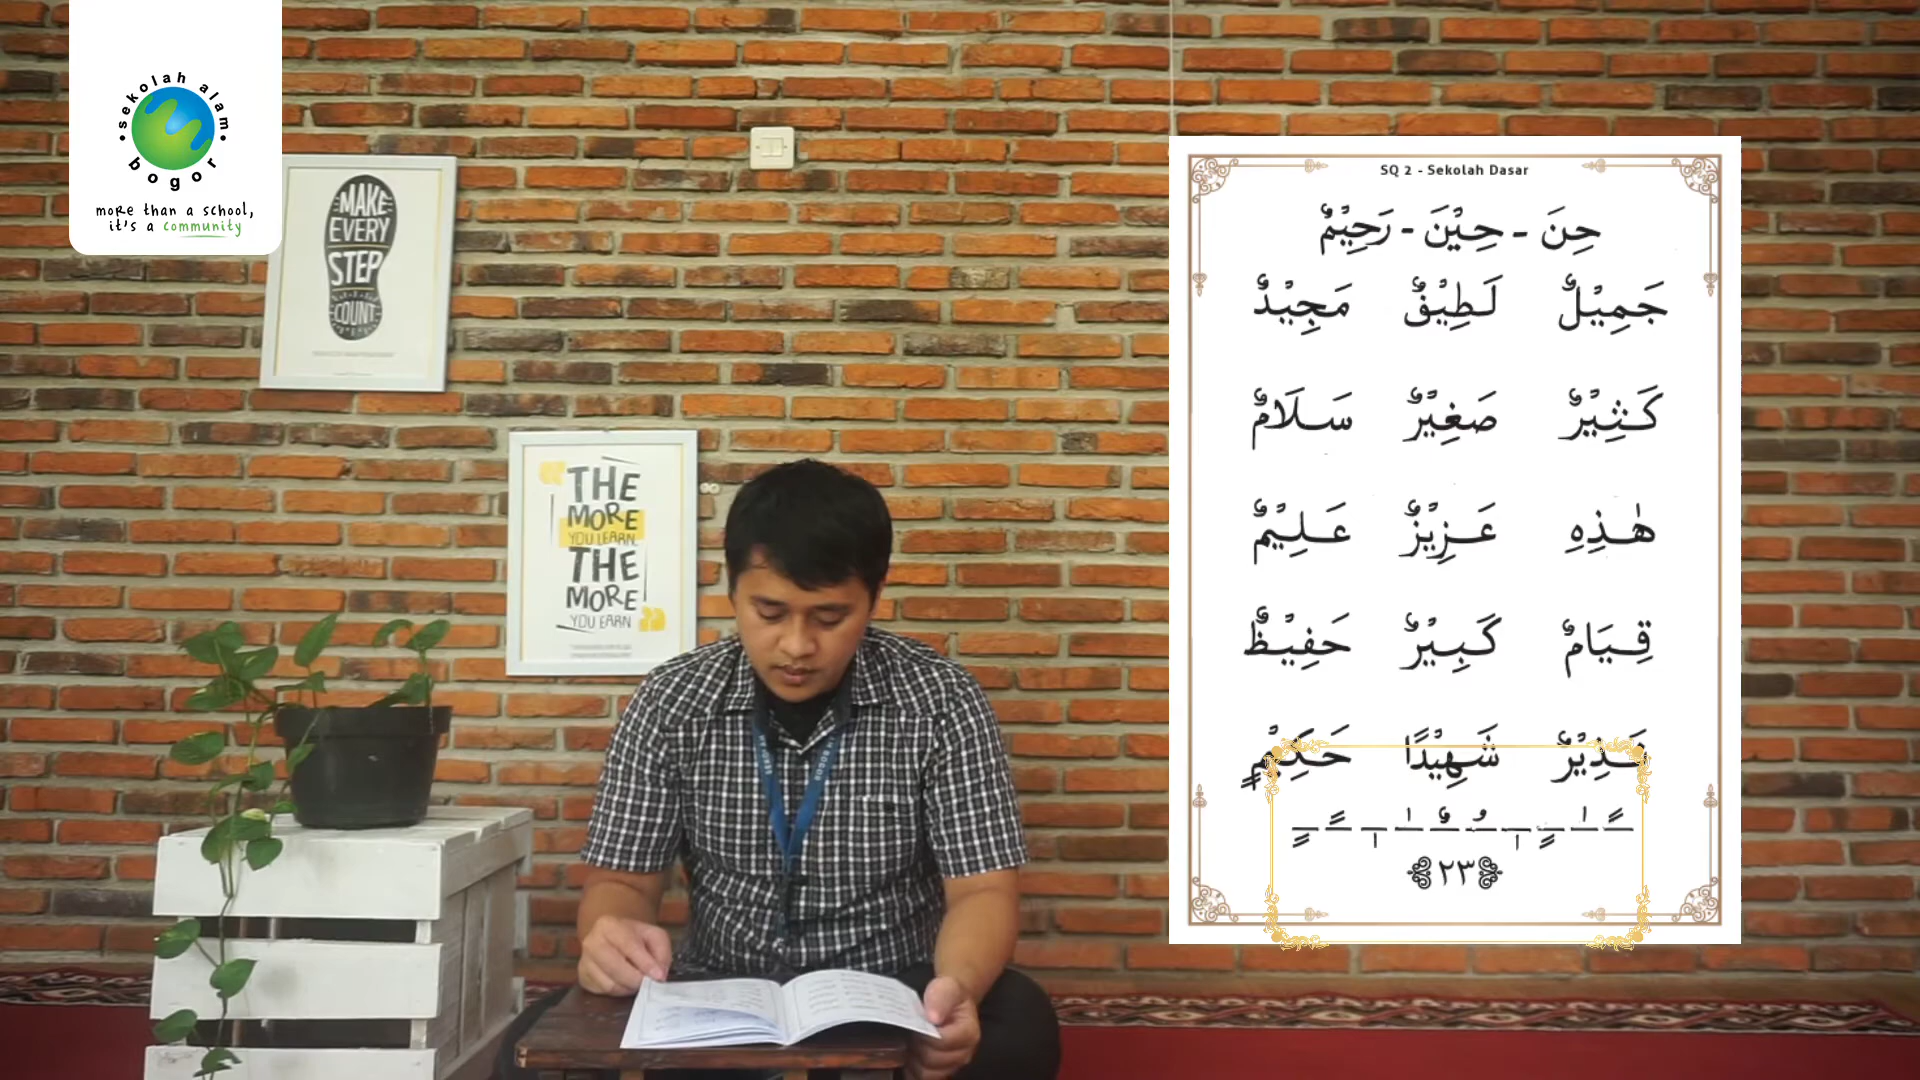 sekolah alam
bogor
more than a school,
it's a community
MAKE
EVERY
STEP
COUNT
THE
MORE
YOU LEARN,
THE
MORE
YOU EARN
SQ 2 - Sekolah Dasar
حِنَ - حِيْنَ - رَحِيْمٌ
جَمِيْلٌ لَطِيْفٌ مَجِيْدٌ
كَثِيْرٌ صَغِيْرٌ سَلَامٌ
هٰذِهِ عَزِيْزٌ عَلِيْمٌ
قِيَامٌ كَبِيْرٌ حَفِيْظٌ
نَذِيْرٌ شَهِيْدًا حَكِيْمٍ
٢٣